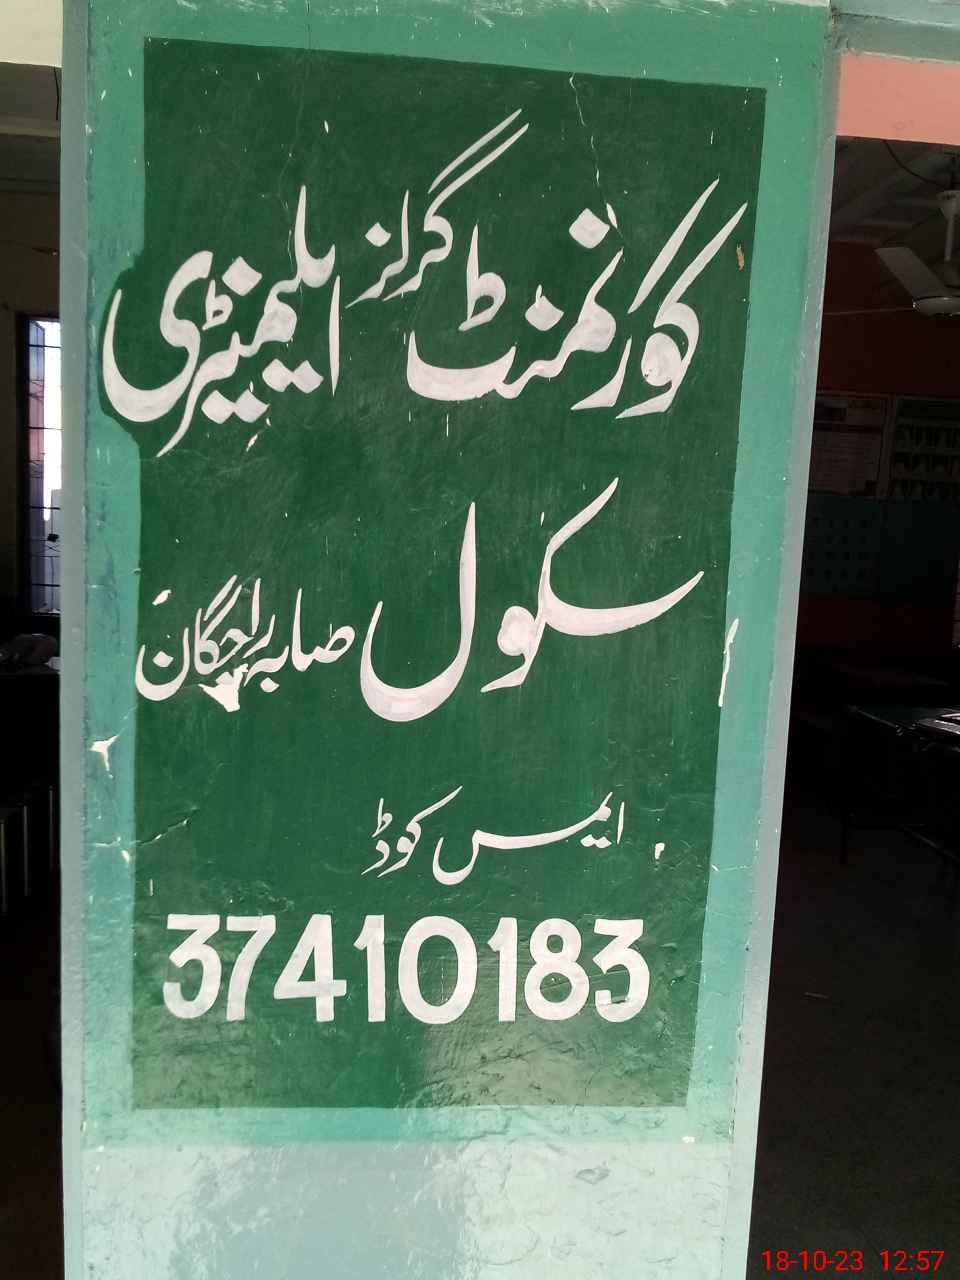 گورنمنٹ گرلز ایلیمنٹری
سکول صابہ راجگان
ایمس کوڈ
37410183
18-10-23 12:57